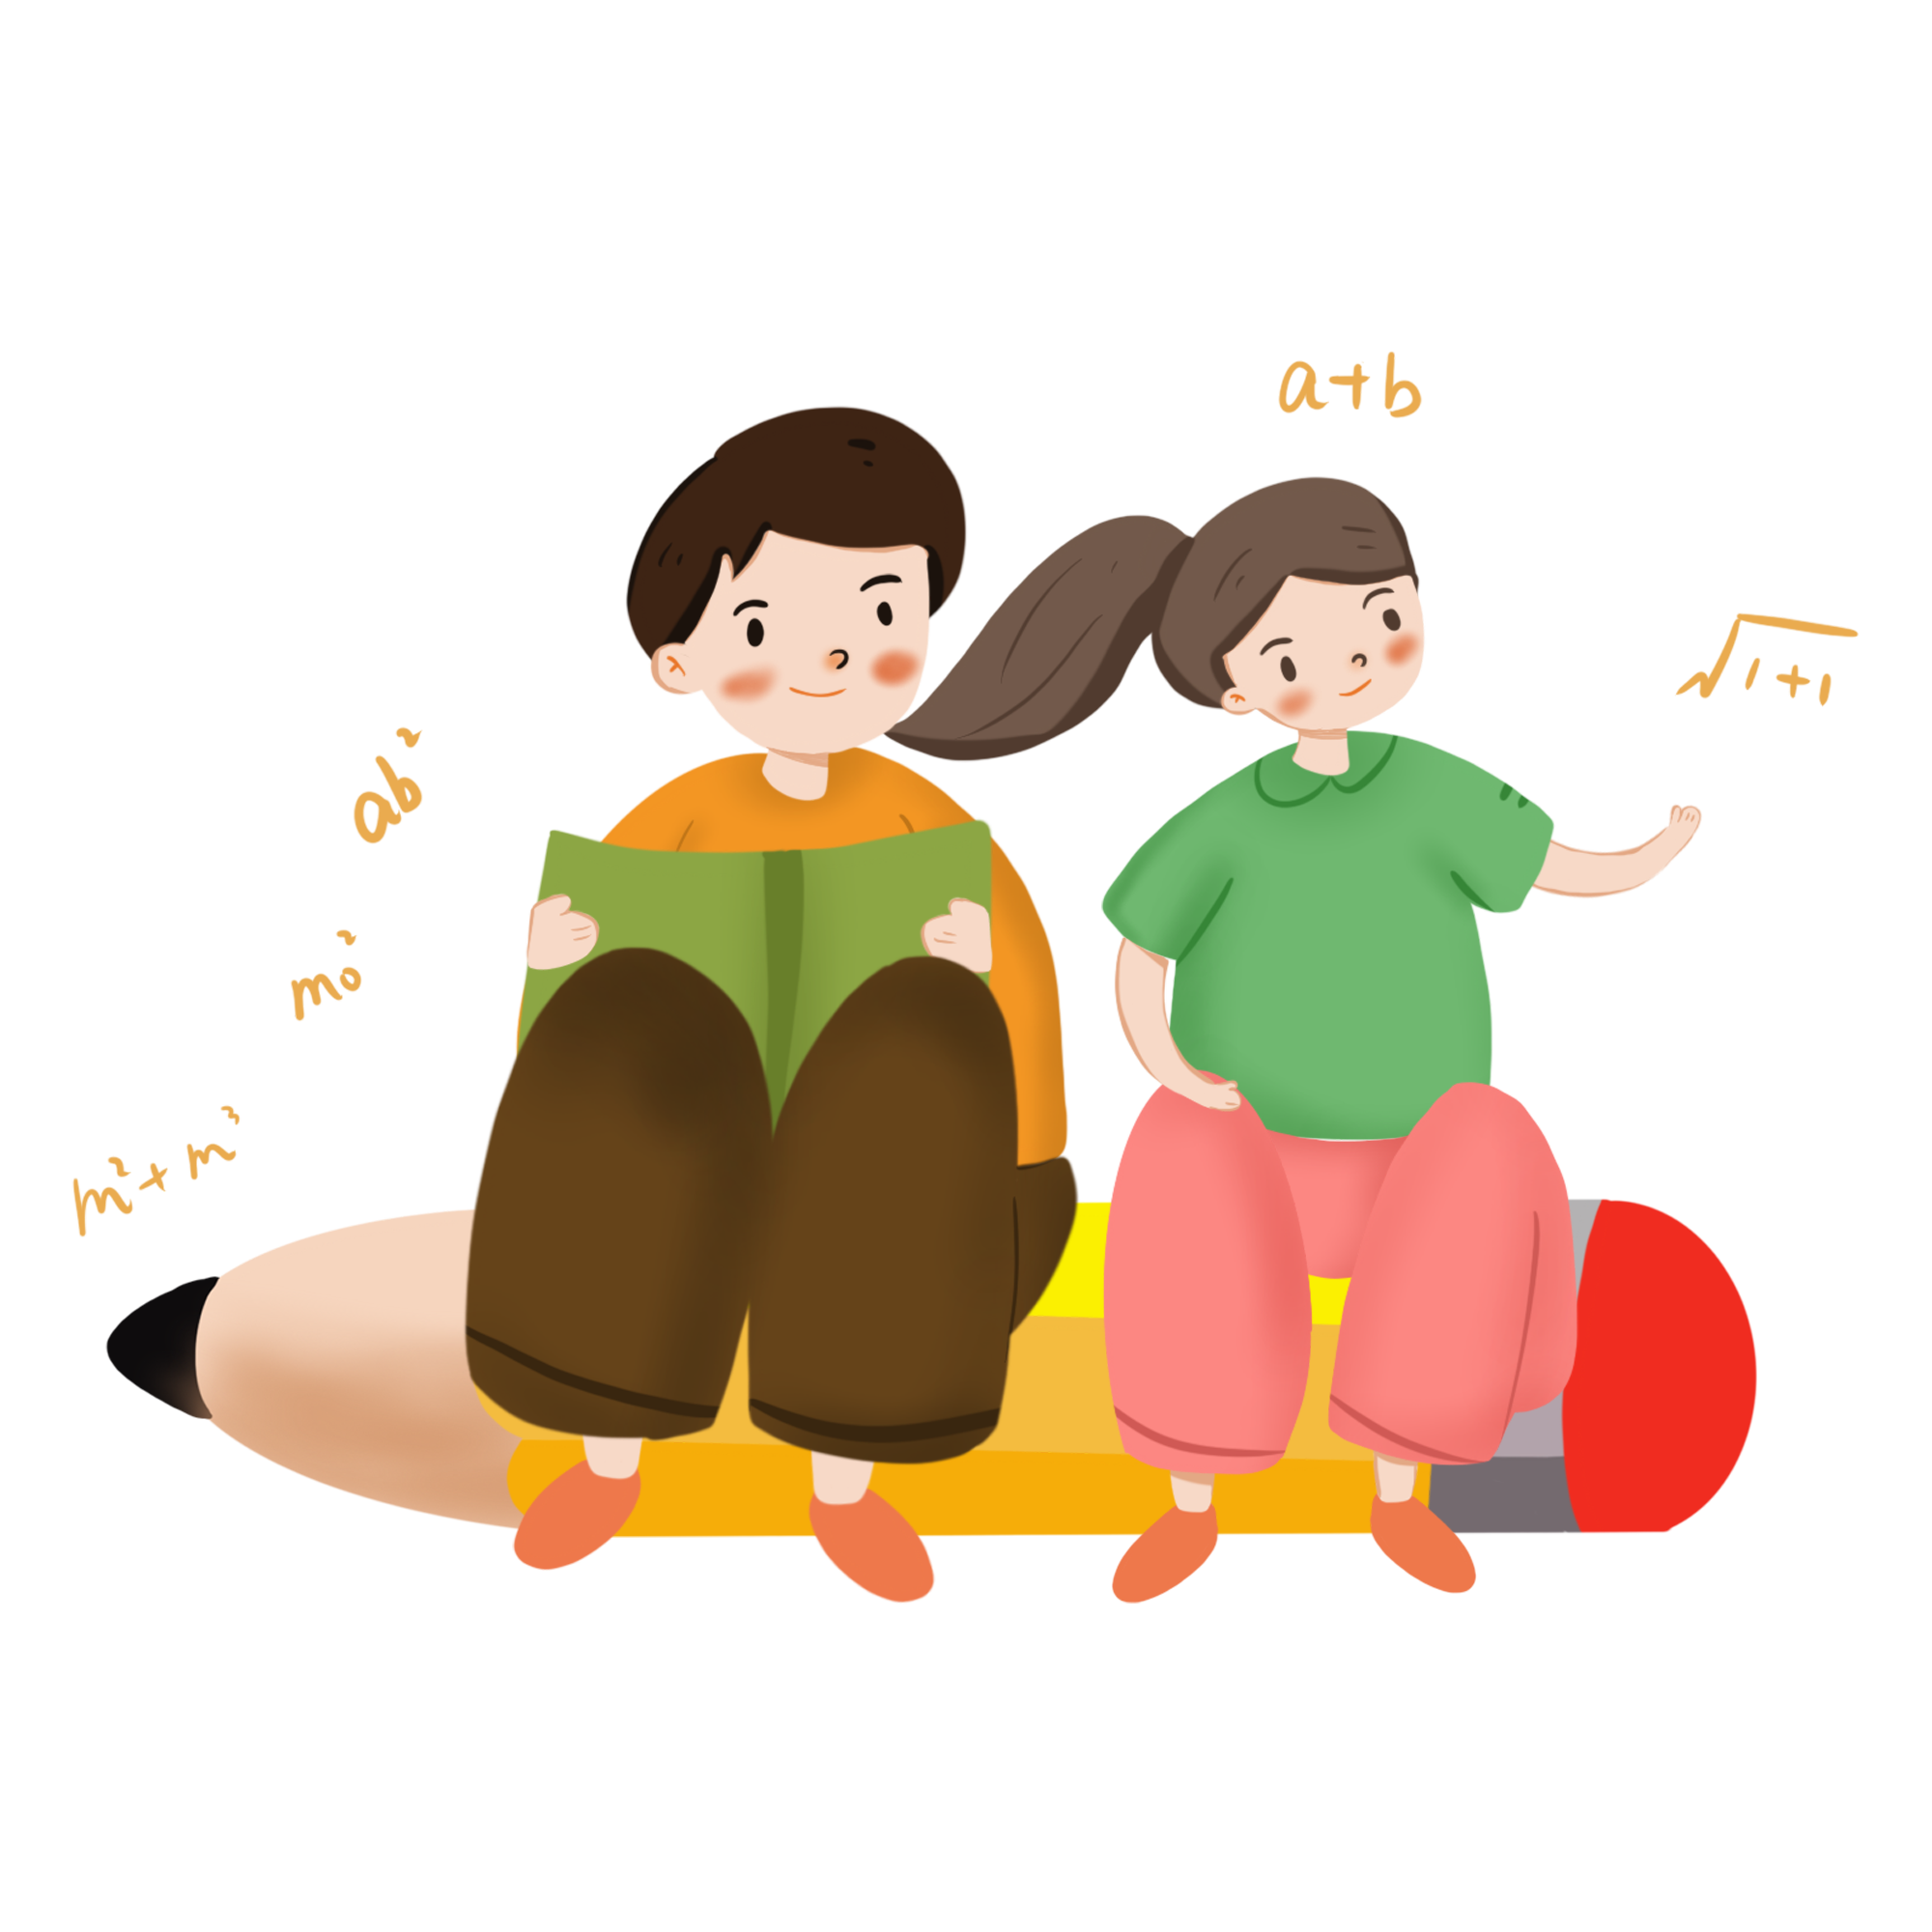 a+b
√1+1
ab²
mo²
m²+m³